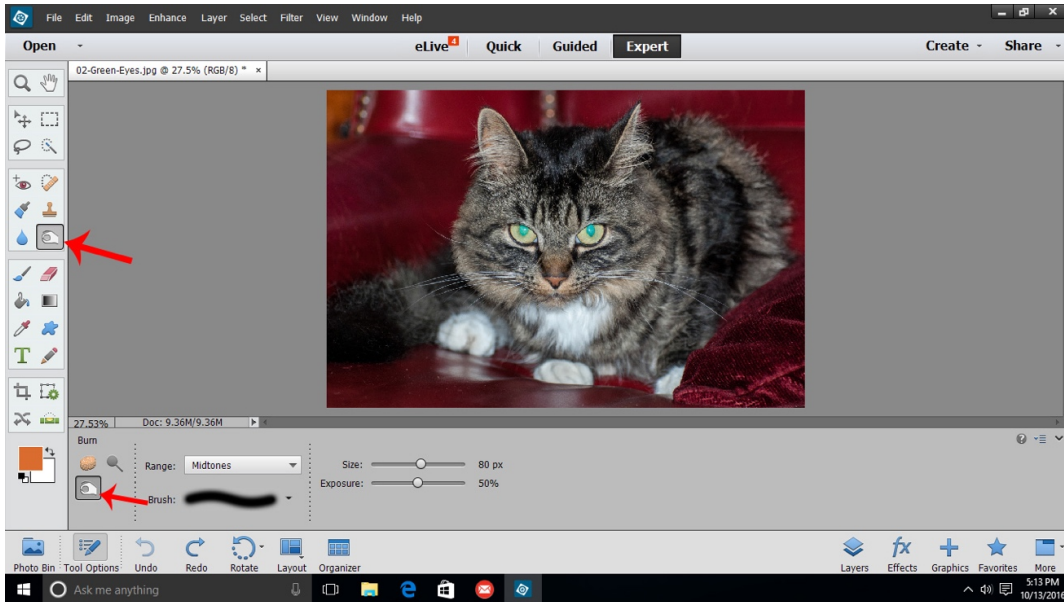 File Edit Image Enhance Layer Select Filter View Window Help
Open eLive 4 Quick Guided Expert Create Share
02-Green-Eyes.jpg @ 27.5% (RGB/8) * ×
27.53% Doc: 9.36M/9.36M
Burn
Range: Midtones Size: 80 px
Exposure: 50%
Brush:
Photo Bin Tool Options Undo Redo Rotate Layout Organizer Layers Effects Graphics Favorites More
Ask me anything 5:13 PM